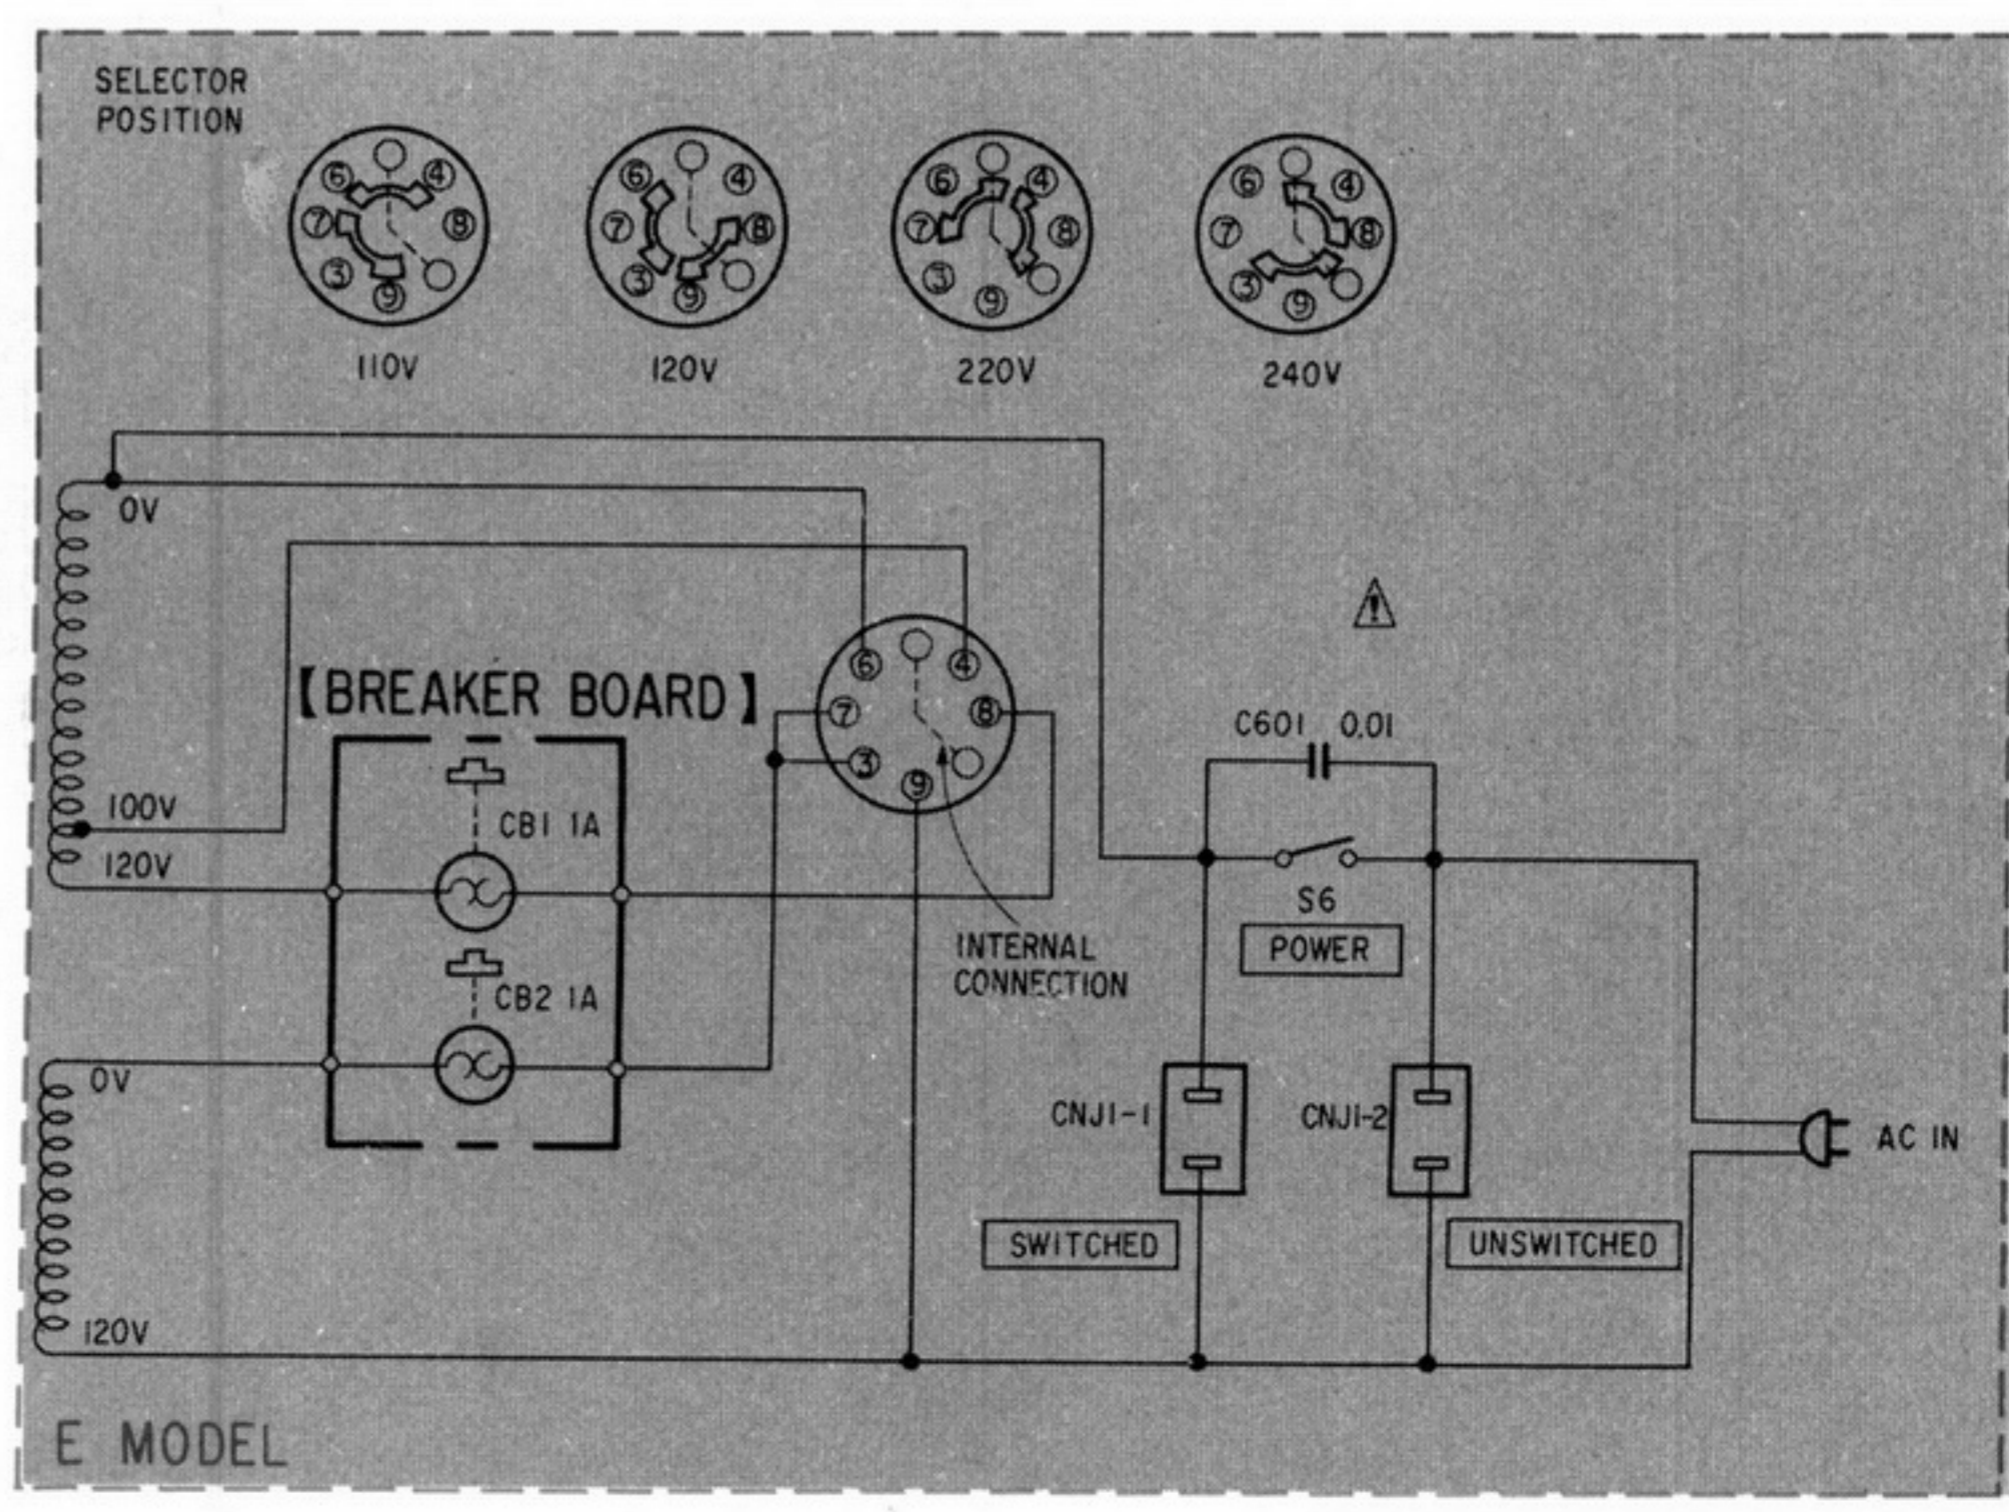 SELECTOR
POSITION
6 4 7 8 3 9
6 4 7 8 3 9
6 4 7 8 3 9
6 4 7 8 3 9
110V 120V 220V 240V
0V
【BREAKER BOARD】
6 4
7 8
3
9
C601 0.01
100V
CB1 1A
120V
S6
POWER
INTERNAL
CONNECTION
CB2 1A
0V
CNJ1-1
CNJ1-2
AC IN
SWITCHED
UNSWITCHED
120V
E MODEL